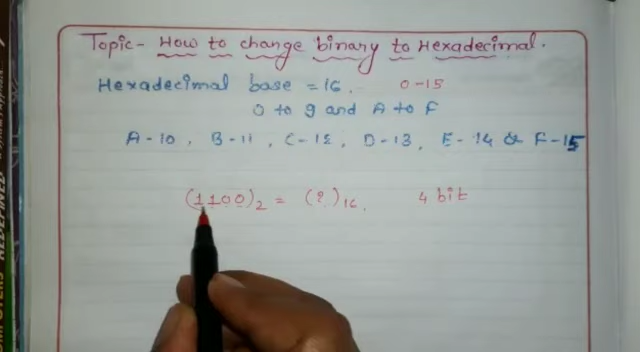 Topic - How to change binary to Hexadecimal.
Hexadecimal base = 16. 0-15
0 to 9 and A to F
A-10, B-11, C-12, D-13, E-14 & F-15
(1100)₂ = (?)₁₆. 4 bit
REDEFINED